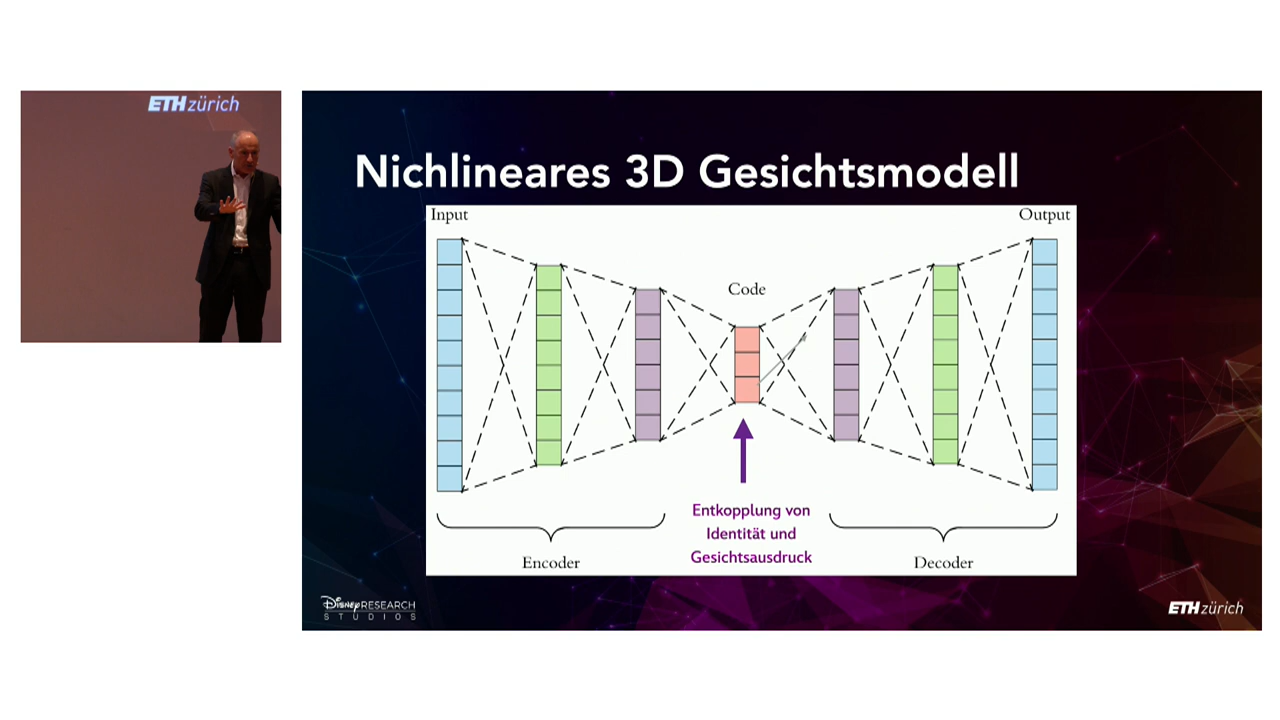 ETH zürich
Nichlineares 3D Gesichtsmodell
Input
Output
Code
Entkopplung von
Identität und
Gesichtsausdruck
Encoder
Decoder
Disney RESEARCH
STUDIOS
ETH zürich